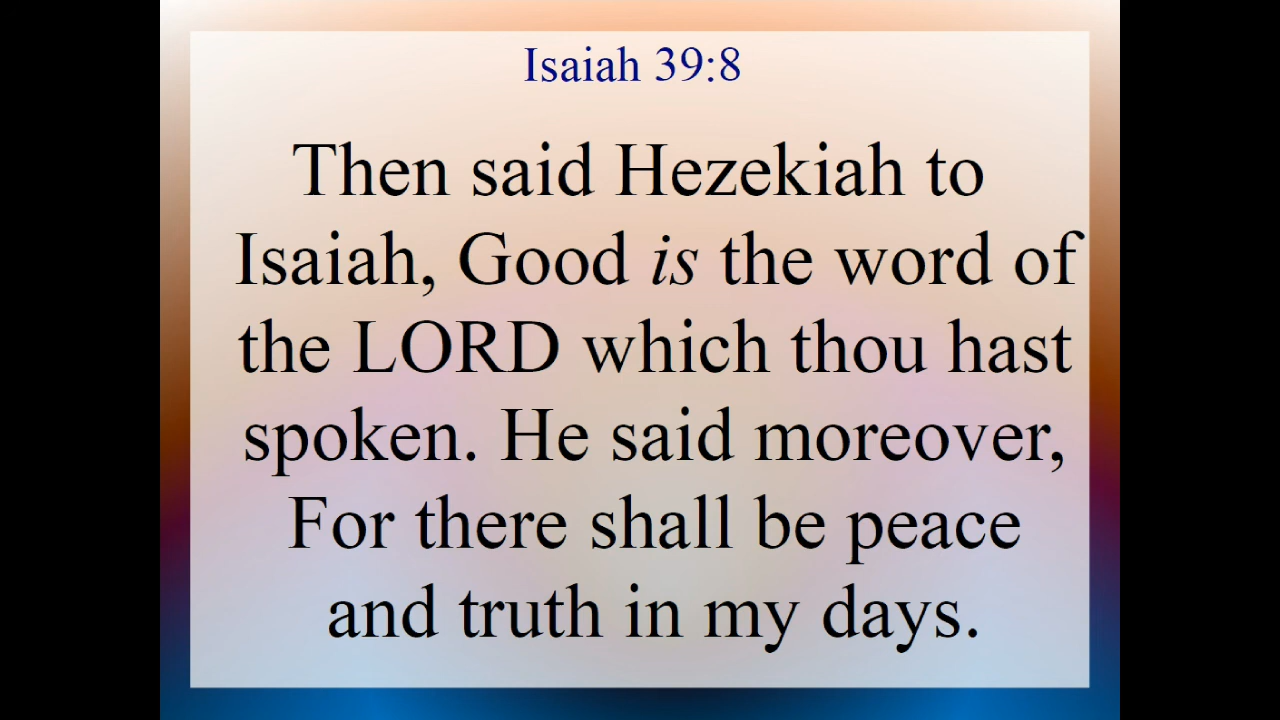 Isaiah 39:8
Then said Hezekiah to
Isaiah, Good is the word of
the LORD which thou hast
spoken. He said moreover,
For there shall be peace
and truth in my days.